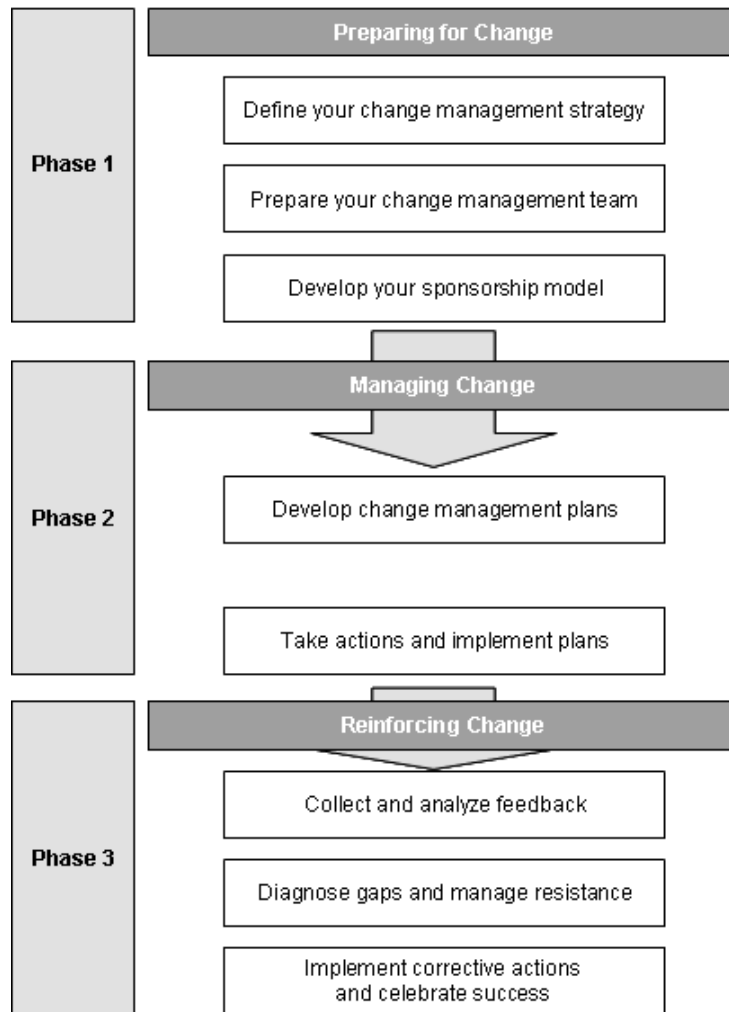 Preparing for Change
Phase 1
Define your change management strategy
Prepare your change management team
Develop your sponsorship model
Managing Change
Phase 2
Develop change management plans
Take actions and implement plans
Reinforcing Change
Phase 3
Collect and analyze feedback
Diagnose gaps and manage resistance
Implement corrective actions
and celebrate success